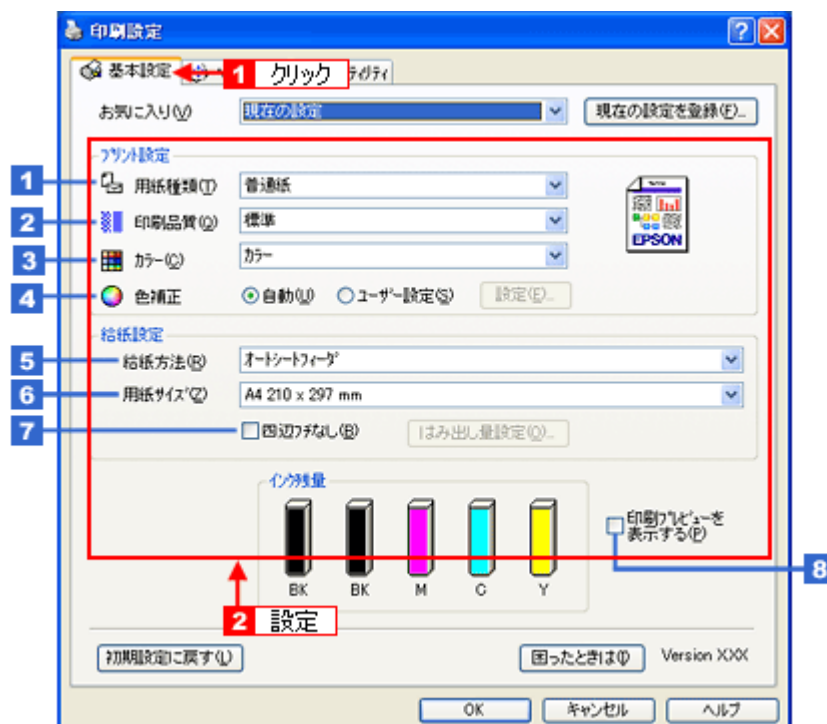 印刷設定
基本設定 1 クリック ティリティ
お気に入り(V) 現在の設定 現在の設定を登録(F)...
プリント設定
1 用紙種類(T) 普通紙
2 印刷品質(Q) 標準
EPSON
3 カラー(C) カラー
4 色補正 自動(U) ユーザー設定(S) 設定(E)...
給紙設定
5 給紙方法(R) オートシートフィーダ
6 用紙サイズ(Z) A4 210 x 297 mm
7 四辺フチなし(B) はみ出し量設定(O)...
インク残量
印刷プレビューを
表示する(P)
8
BK BK M C Y
2 設定
初期設定に戻す(L) 困ったときは(I) Version XXX
OK キャンセル ヘルプ